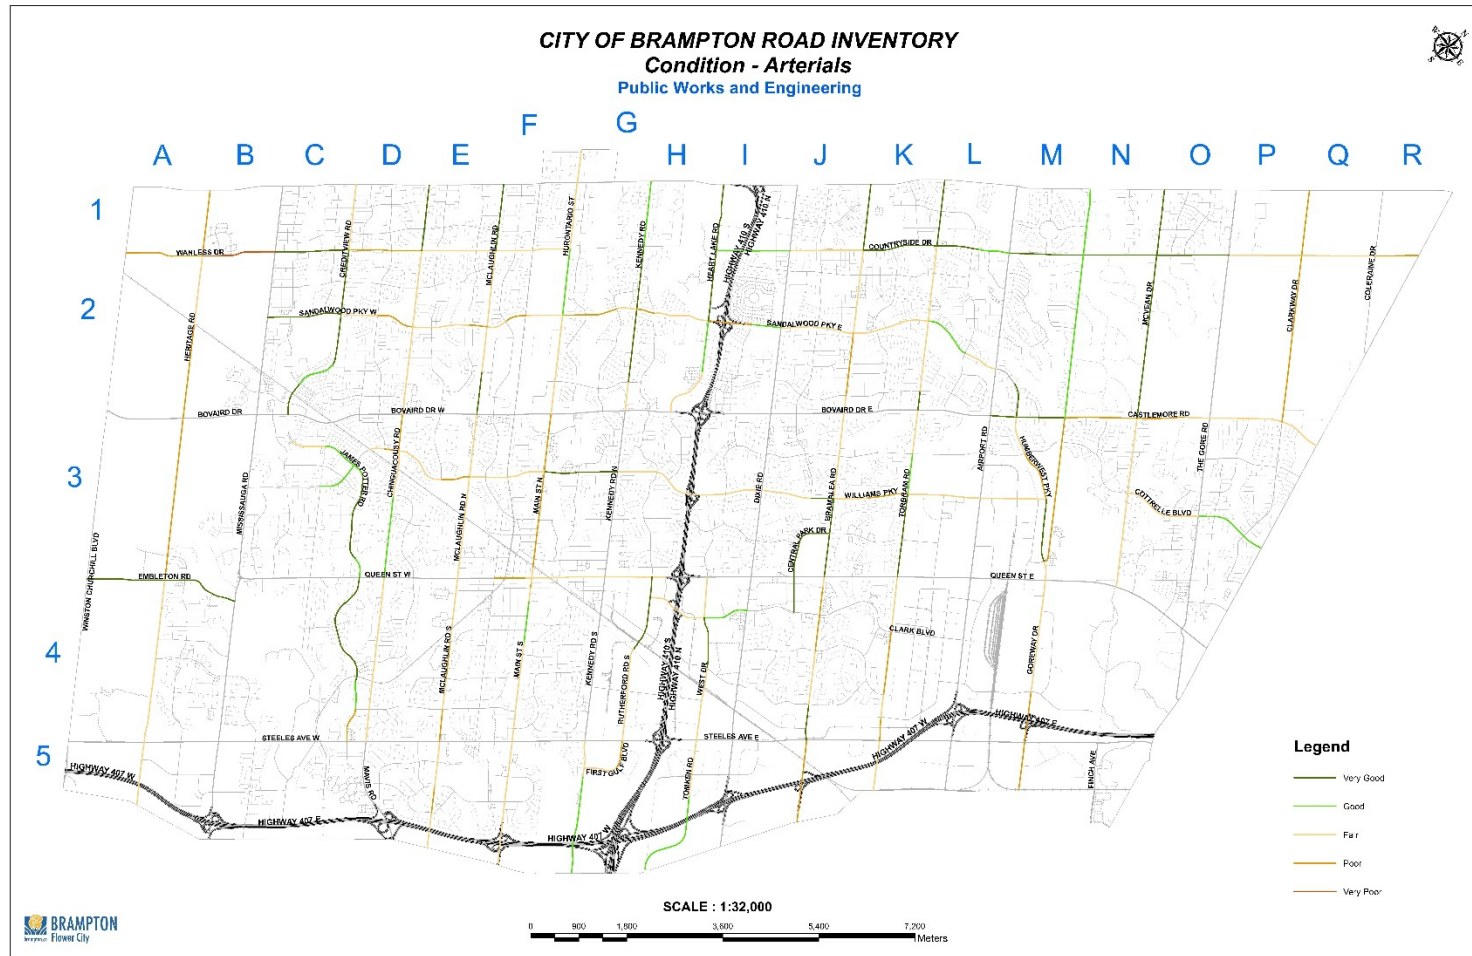 CITY OF BRAMPTON ROAD INVENTORY
Condition - Arterials
Public Works and Engineering
W N
S E
F G
A B C D E H I J K L M N O P Q R
1
2
3
4
5
WANLESS DR
CREDITVIEW RD
MCLAUGHLIN RD
HURONTARIO ST
KENNEDY RD
HEART LAKE RD
HIGHWAY 410 S
HIGHWAY 410 N
COUNTRYSIDE DR
MCVEAN DR
CLARKWAY DR
COLERAINE DR
HERITAGE RD
SANDALWOOD PKY W
SANDALWOOD PKY E
BOVAIRD DR
BOVAIRD DR W
BOVAIRD DR E
CASTLEMORE RD
THE GORE RD
AIRPORT RD
HUMBERWEST PKY
JAMES POTTER RD
CHINGUACOUSY RD
MISSISSAUGA RD
MCLAUGHLIN RD N
MAIN ST N
KENNEDY RD N
DIXIE RD
BRAMALEA RD
WILLIAMS PKY
TORBRAM RD
COTTRELLE BLVD
CENTRAL PARK DR
WINSTON CHURCHILL BLVD
EMBLETON RD
QUEEN ST W
QUEEN ST E
MCLAUGHLIN RD S
MAIN ST S
KENNEDY RD S
RUTHERFORD RD S
HIGHWAY 410 S
HIGHWAY 410 N
WEST DR
CLARK BLVD
GOREWAY DR
STEELES AVE W
STEELES AVE E
HIGHWAY 407 W
HIGHWAY 407 E
FINCH AVE
FIRST GULF BLVD
TOMKEN RD
MAVIS RD
HIGHWAY 407 W
HIGHWAY 407 E
HIGHWAY 407 W
Legend
Very Good
Good
Fair
Poor
Very Poor
SCALE : 1:32,000
0 900 1,800 3,600 5,400 7,200
Meters
BRAMPTON
Flower City